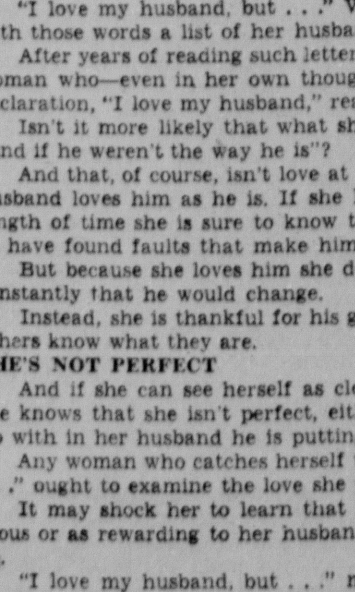 "I love my husband, but . . ."
th those words a list of her husba
After years of reading such letter
oman who—even in her own thoug
claration, "I love my husband," re
Isn't it more likely that what sh
nd if he weren't the way he is"?
And that, of course, isn't love at
usband loves him as he is. If she
ngth of time she is sure to know t
have found faults that make him
But because she loves him she d
nstantly that he would change.
Instead, she is thankful for his g
hers know what they are.
HE'S NOT PERFECT
And if she can see herself as cle
e knows that she isn't perfect, eit
with in her husband he is puttin
Any woman who catches herself
." ought to examine the love she
It may shock her to learn that
ous or as rewarding to her husban
"I love my husband, but . . ."